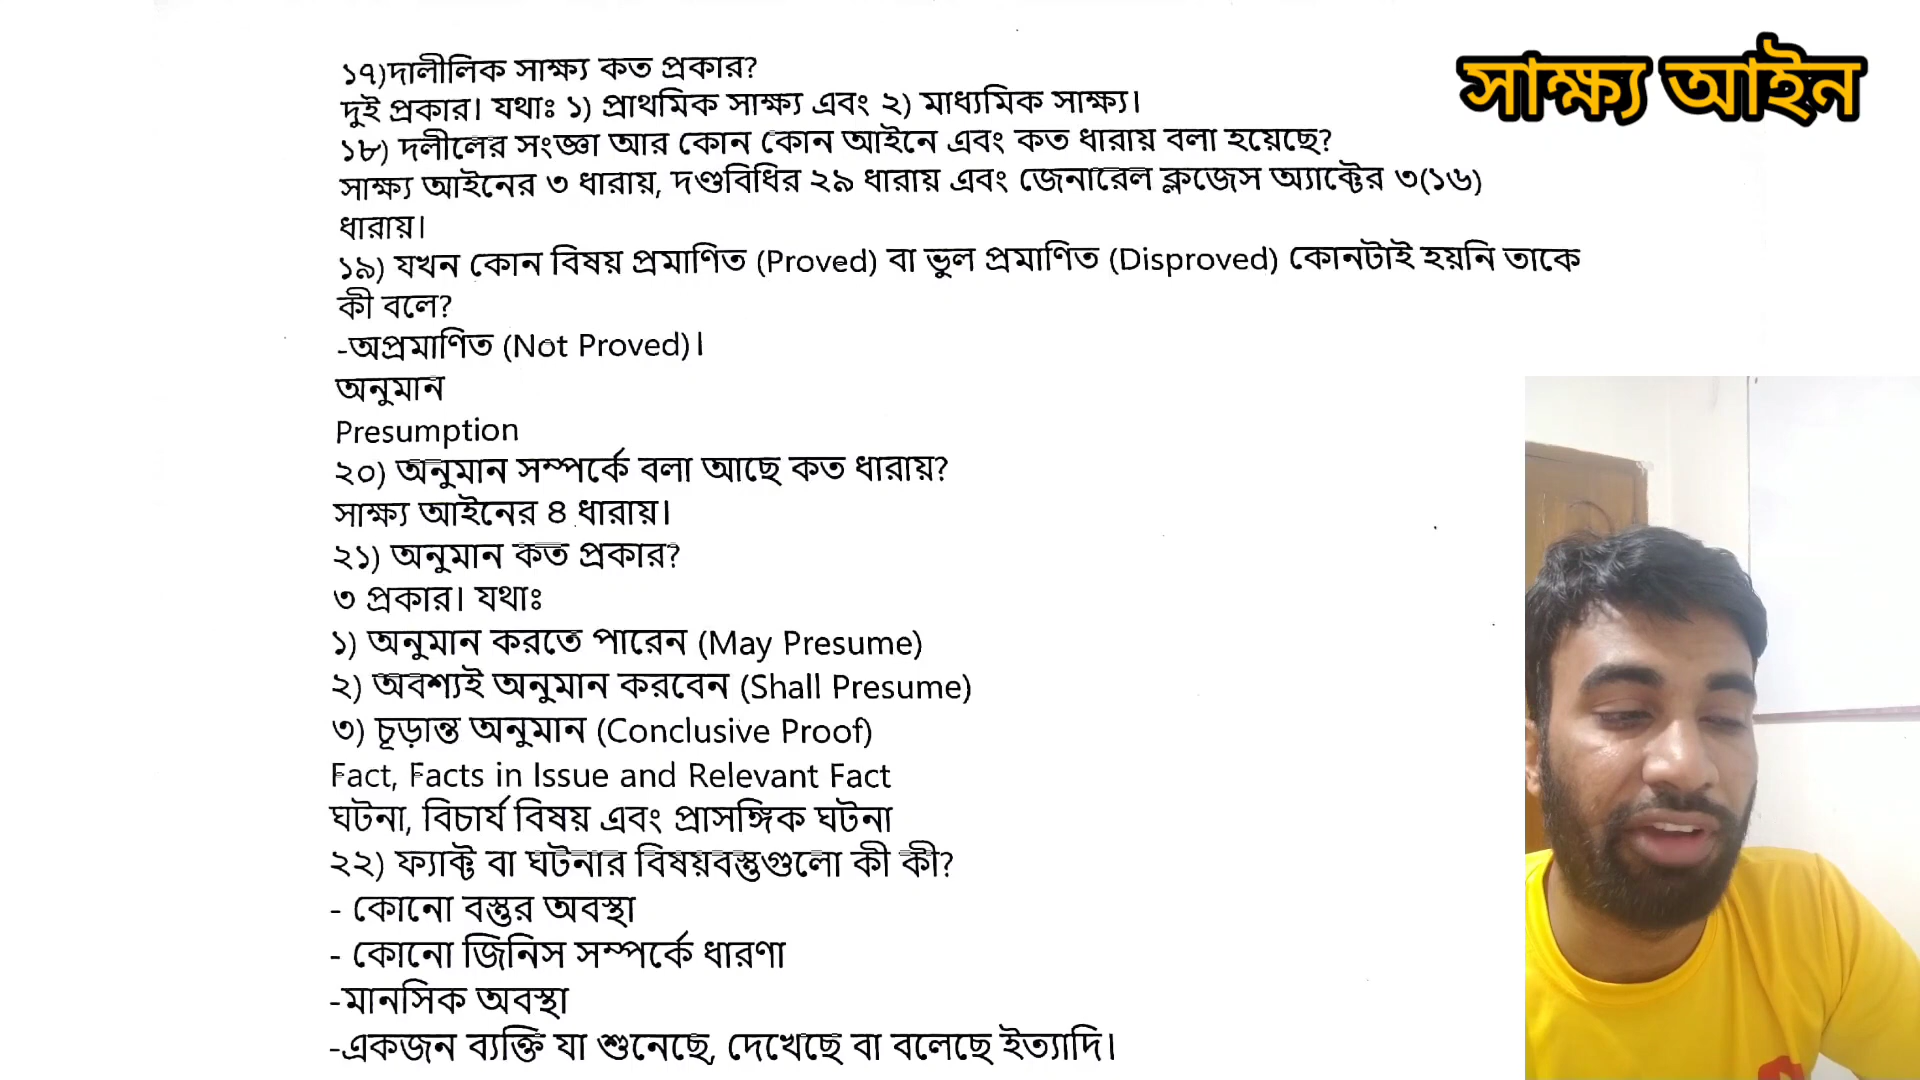 সাক্ষ্য আইন
১৭)দালীলিক সাক্ষ্য কত প্রকার?
দুই প্রকার। যথাঃ ১) প্রাথমিক সাক্ষ্য এবং ২) মাধ্যমিক সাক্ষ্য।
১৮) দলীলের সংজ্ঞা আর কোন কোন আইনে এবং কত ধারায় বলা হয়েছে?
সাক্ষ্য আইনের ৩ ধারায়, দণ্ডবিধির ২৯ ধারায় এবং জেনারেল ক্লজেস অ্যাক্টের ৩(১৬)
ধারায়।
১৯) যখন কোন বিষয় প্রমাণিত (Proved) বা ভুল প্রমাণিত (Disproved) কোনটাই হয়নি তাকে
কী বলে?
-অপ্রমাণিত (Not Proved)।
অনুমান
Presumption
২০) অনুমান সম্পর্কে বলা আছে কত ধারায়?
সাক্ষ্য আইনের ৪ ধারায়।
২১) অনুমান কত প্রকার?
৩ প্রকার। যথাঃ
১) অনুমান করতে পারেন (May Presume)
২) অবশ্যই অনুমান করবেন (Shall Presume)
৩) চূড়ান্ত অনুমান (Conclusive Proof)
Fact, Facts in Issue and Relevant Fact
ঘটনা, বিচার্য বিষয় এবং প্রাসঙ্গিক ঘটনা
২২) ফ্যাক্ট বা ঘটনার বিষয়বস্তুগুলো কী কী?
- কোনো বস্তুর অবস্থা
- কোনো জিনিস সম্পর্কে ধারণা
-মানসিক অবস্থা
-একজন ব্যক্তি যা শুনেছে, দেখেছে বা বলেছে ইত্যাদি।